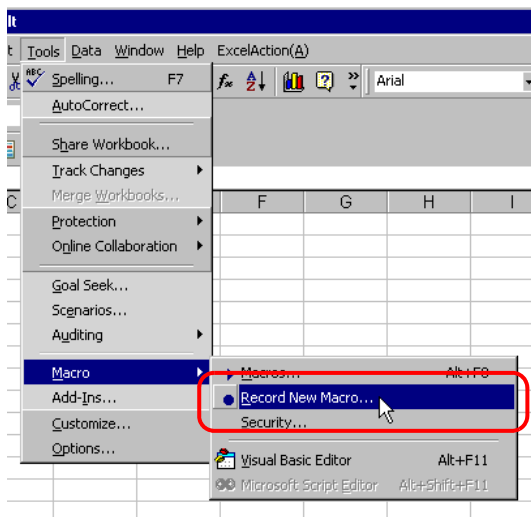 lt
t Tools Data Window Help ExcelAction(A)
ABC Spelling... F7 fx Arial
AutoCorrect...
Share Workbook...
Track Changes
Merge Workbooks...
C F G H I
Protection
Online Collaboration
Goal Seek...
Scenarios...
Auditing
Macro Macros... Alt+F8
Add-Ins... Record New Macro...
Customize... Security...
Options... Visual Basic Editor Alt+F11
Microsoft Script Editor Alt+Shift+F11